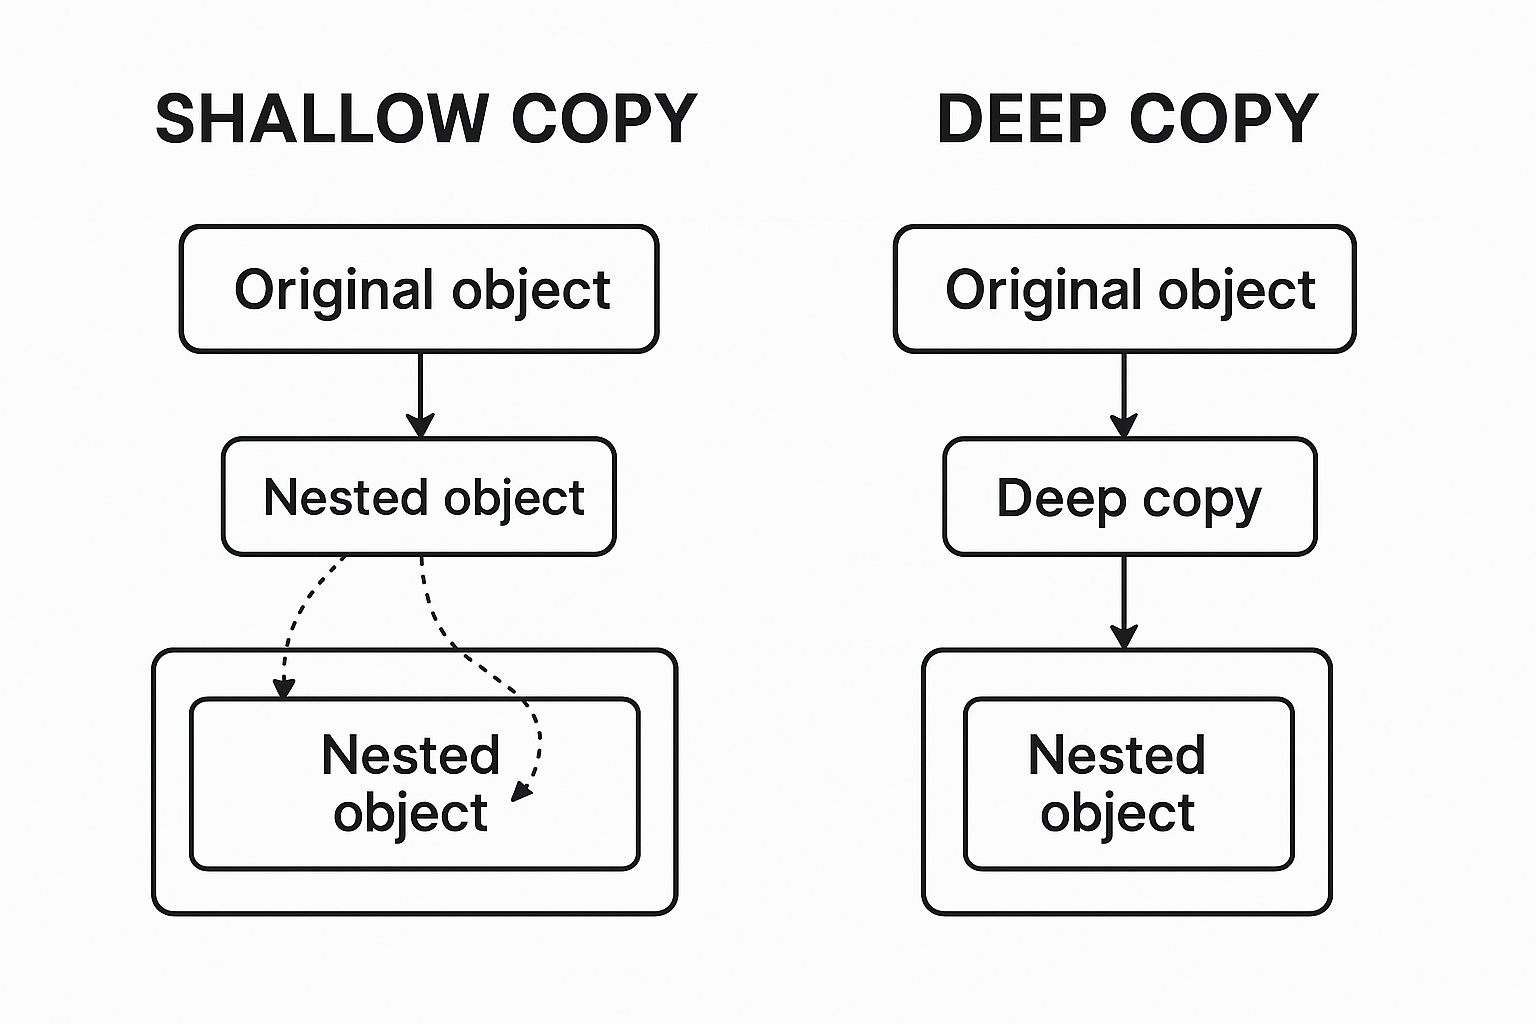 SHALLOW COPY
Original object
Nested object
Nested
object
DEEP COPY
Original object
Deep copy
Nested
object